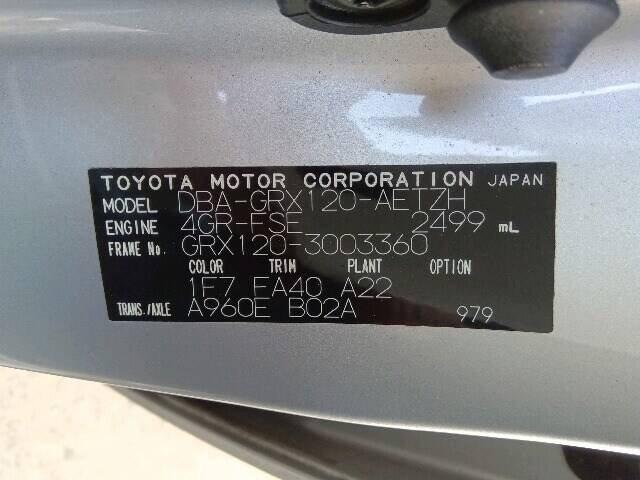 TOYOTA MOTOR CORPORATION JAPAN
MODEL DBA-GRX120-AETZH
ENGINE 4GR-FSE 2499 mL
FRAME No. GRX120-3003360
COLOR TRIM PLANT OPTION
1F7 FA40 A22
TRANS./AXLE A960E B02A 979